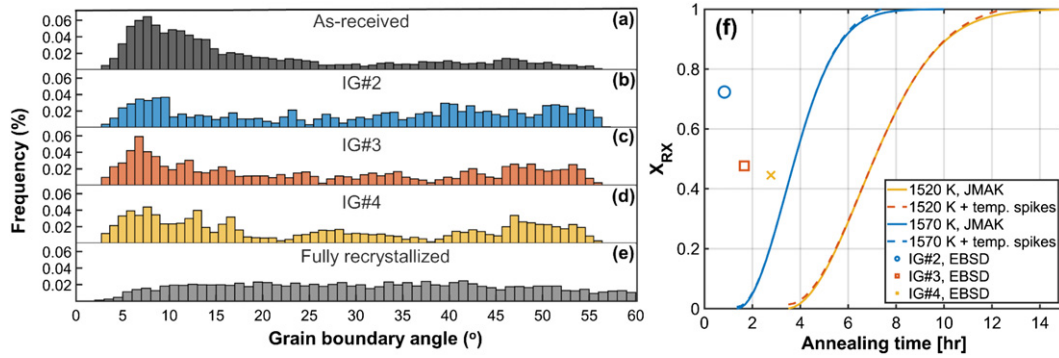 As-received
(a)
0.06
0.04
0.02
IG#2
(b)
0.06
0.04
0.02
IG#3
(c)
0.06
0.04
0.02
IG#4
(d)
0.06
0.04
0.02
Fully recrystallized
(e)
0.06
0.04
0.02
Frequency (%)
0 5 10 15 20 25 30 35 40 45 50 55 60
Grain boundary angle (º)
(f)
1
0.8
0.6
0.4
0.2
0
X_RX
1520 K, JMAK
1520 K + temp. spikes
1570 K, JMAK
1570 K + temp. spikes
IG#2, EBSD
IG#3, EBSD
IG#4, EBSD
0 2 4 6 8 10 12 14
Annealing time [hr]